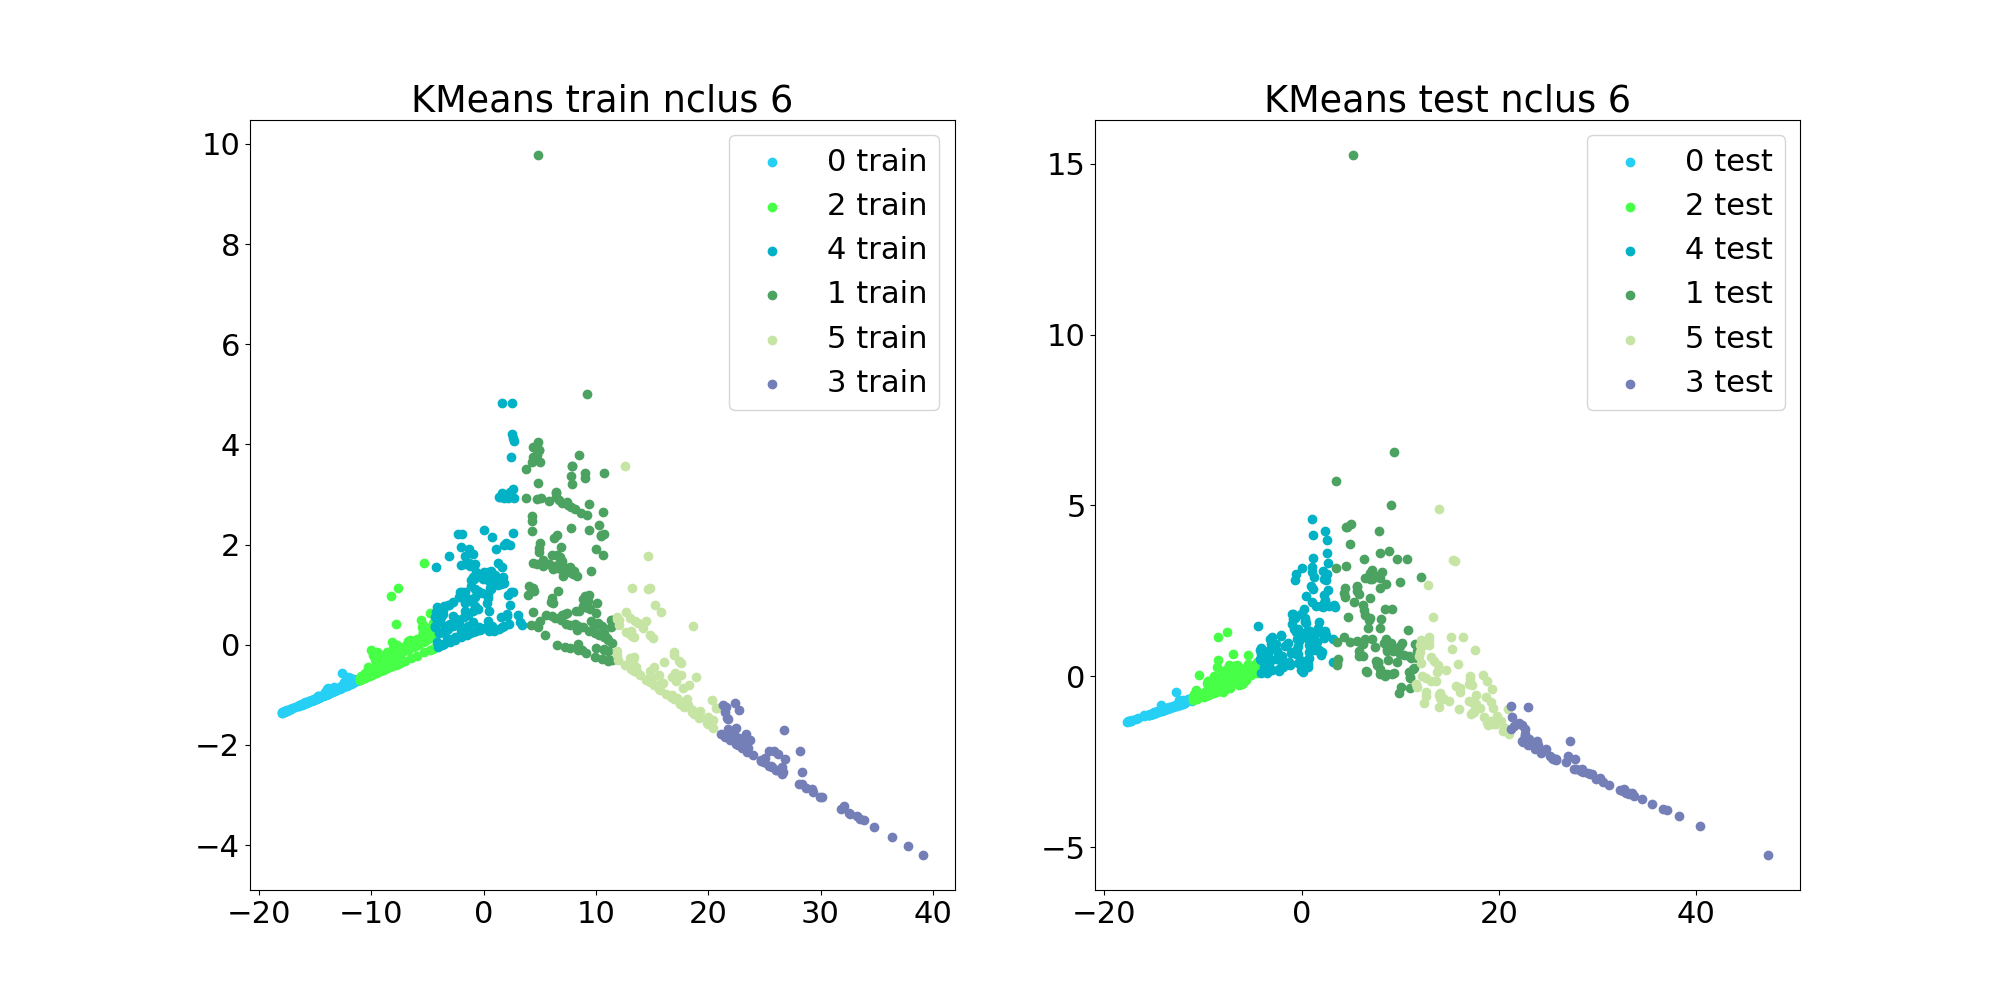 KMeans train nclus 6
10
8
6
4
2
0
−2
−4
−20 −10 0 10 20 30 40
0 train
2 train
4 train
1 train
5 train
3 train
KMeans test nclus 6
15
10
5
0
−5
−20 0 20 40
0 test
2 test
4 test
1 test
5 test
3 test